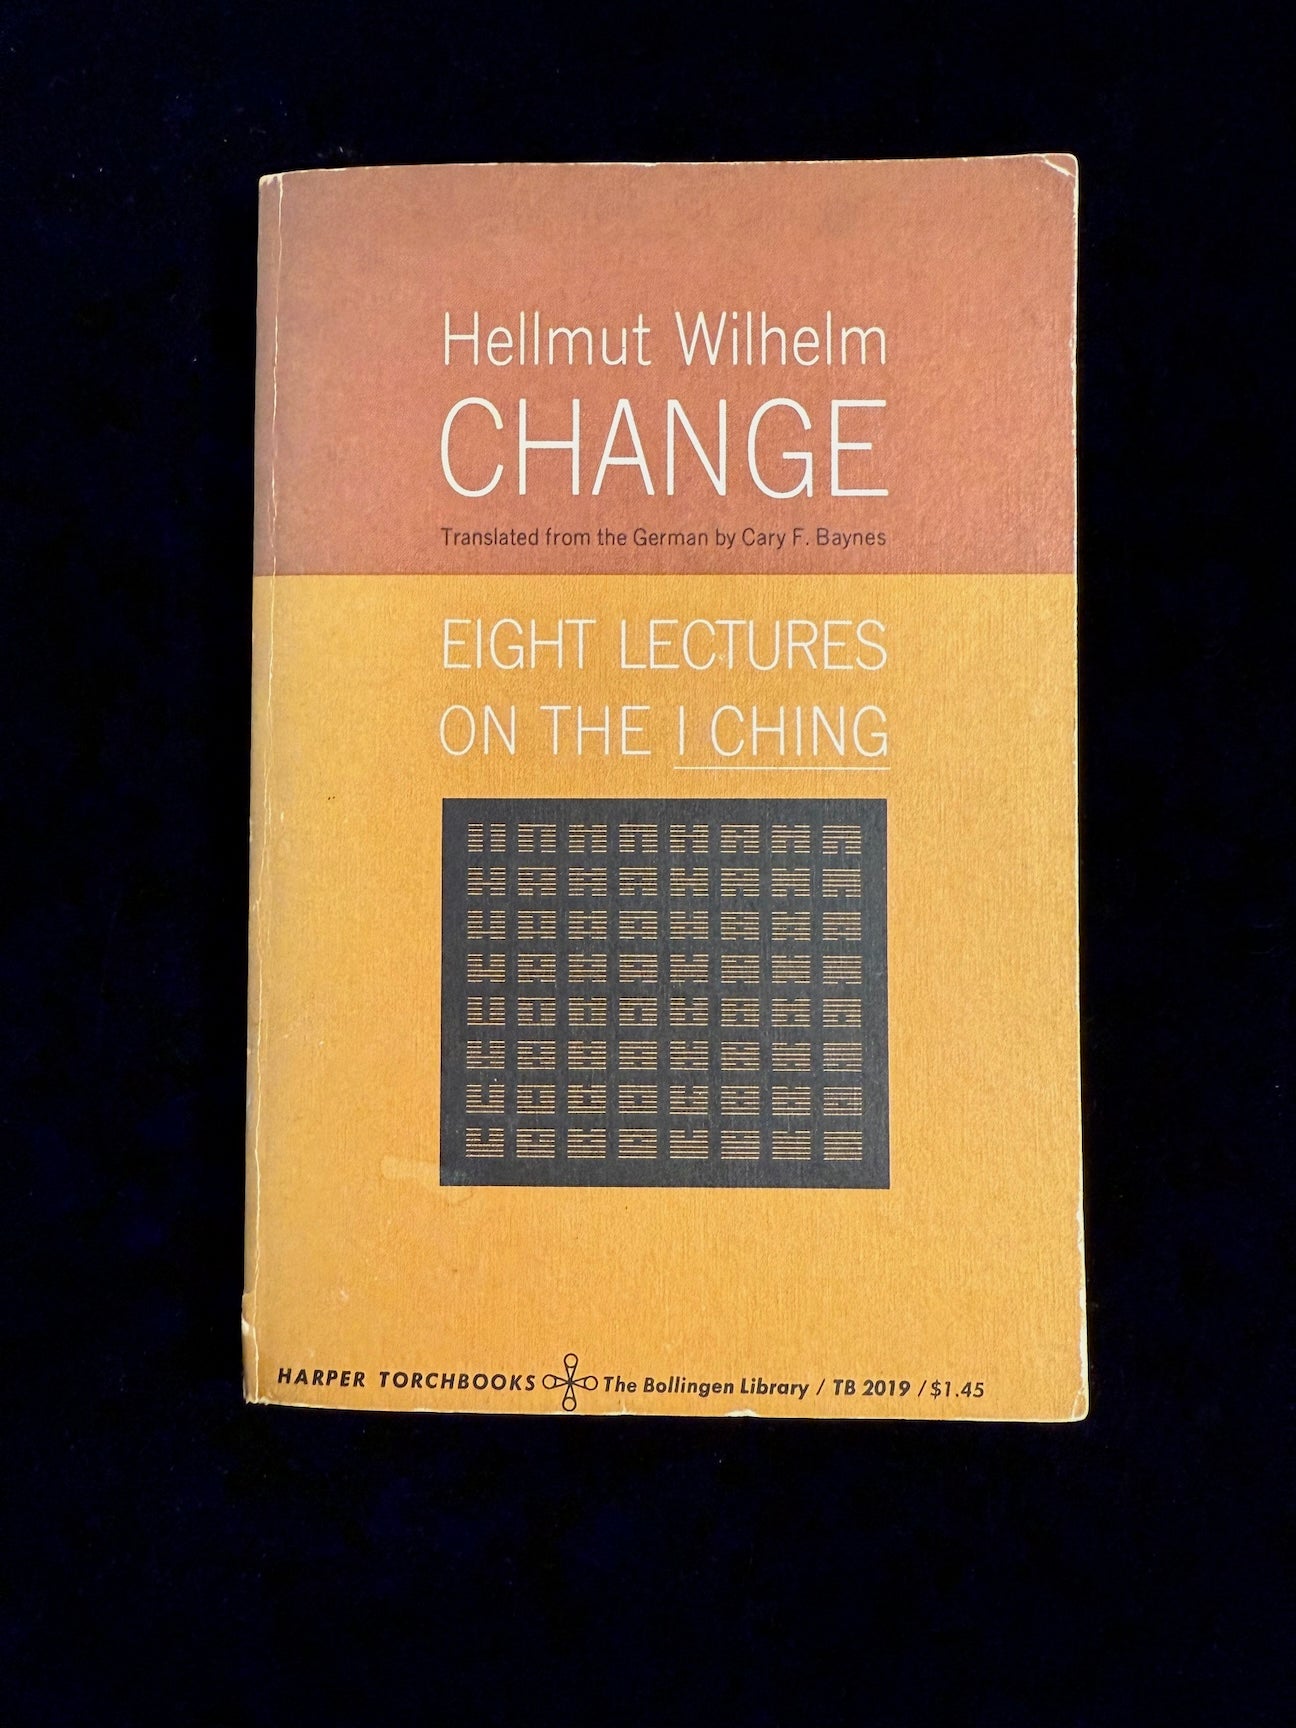 Hellmut Wilhelm
CHANGE
Translated from the German by Cary F. Baynes
EIGHT LECTURES
ON THE I CHING
HARPER TORCHBOOKS The Bollingen Library / TB 2019 / $1.45